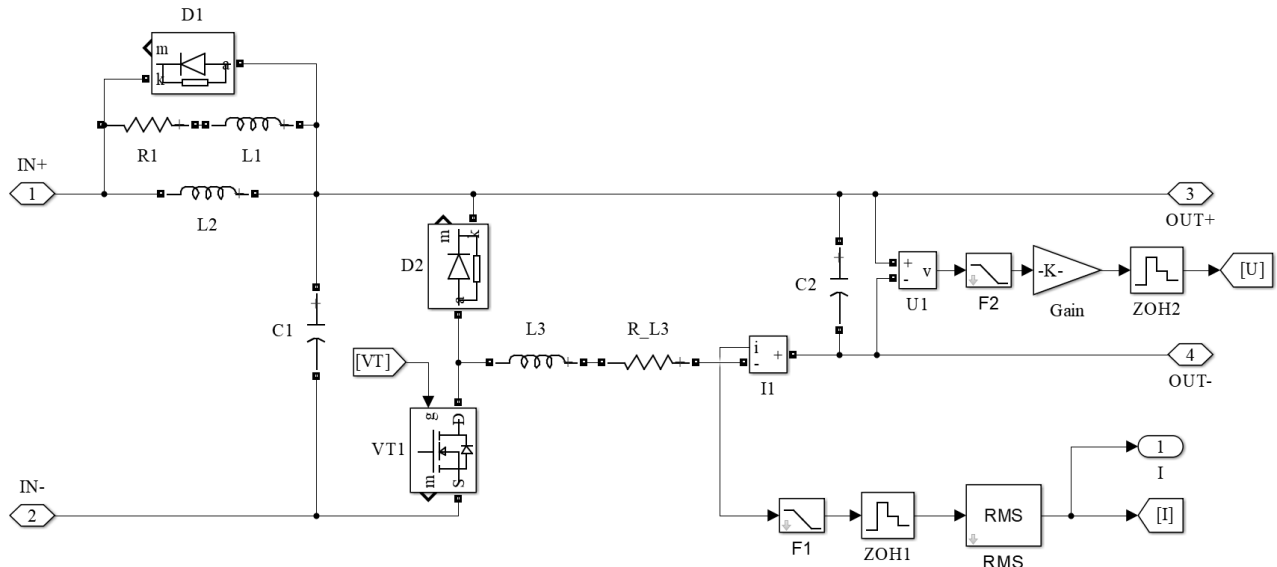 D1
m
k
a
R1
L1
IN+
1
L2
3
OUT+
m
k
D2
a
+
-
v
U1
F2
-K-
Gain
ZOH2
[U]
C2
C1
L3
R_L3
i
-
+
I1
4
OUT-
[VT]
g
D
VT1
m
S
IN-
2
1
I
F1
ZOH1
RMS
RMS
[I]